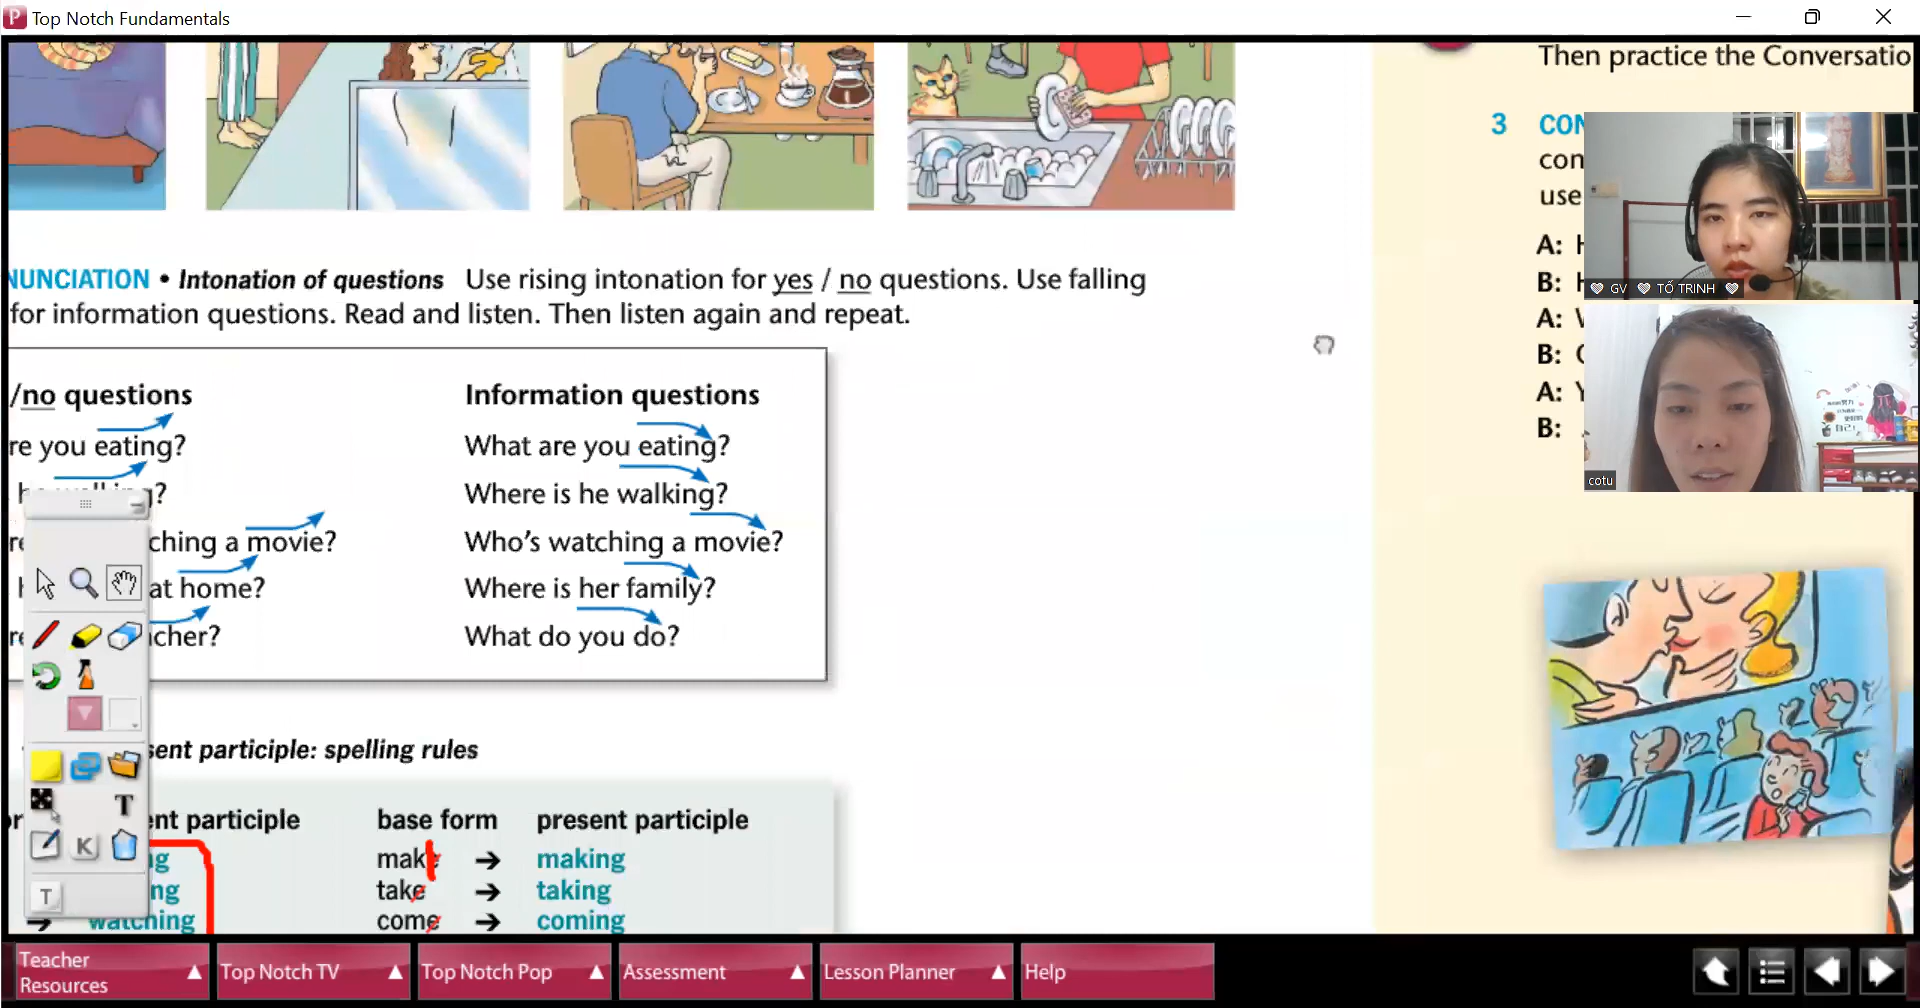 Top Notch Fundamentals
Then practice the Conversatio
3 CON
con
use
A: H
B: H
A:
B:
A: Y
B:
GV TỐ TRINH
cotu
NUNCIATION • Intonation of questions Use rising intonation for yes / no questions. Use falling
for information questions. Read and listen. Then listen again and repeat.
/no questions
re you eating?
walking?
ching a movie?
at home?
cher?
Information questions
What are you eating?
Where is he walking?
Who's watching a movie?
Where is her family?
What do you do?
sent participle: spelling rules
ent participle
ng
ng
watching
base form present participle
make → making
take → taking
come → coming
T
K
T
Teacher
Resources
Top Notch TV
Top Notch Pop
Assessment
Lesson Planner
Help